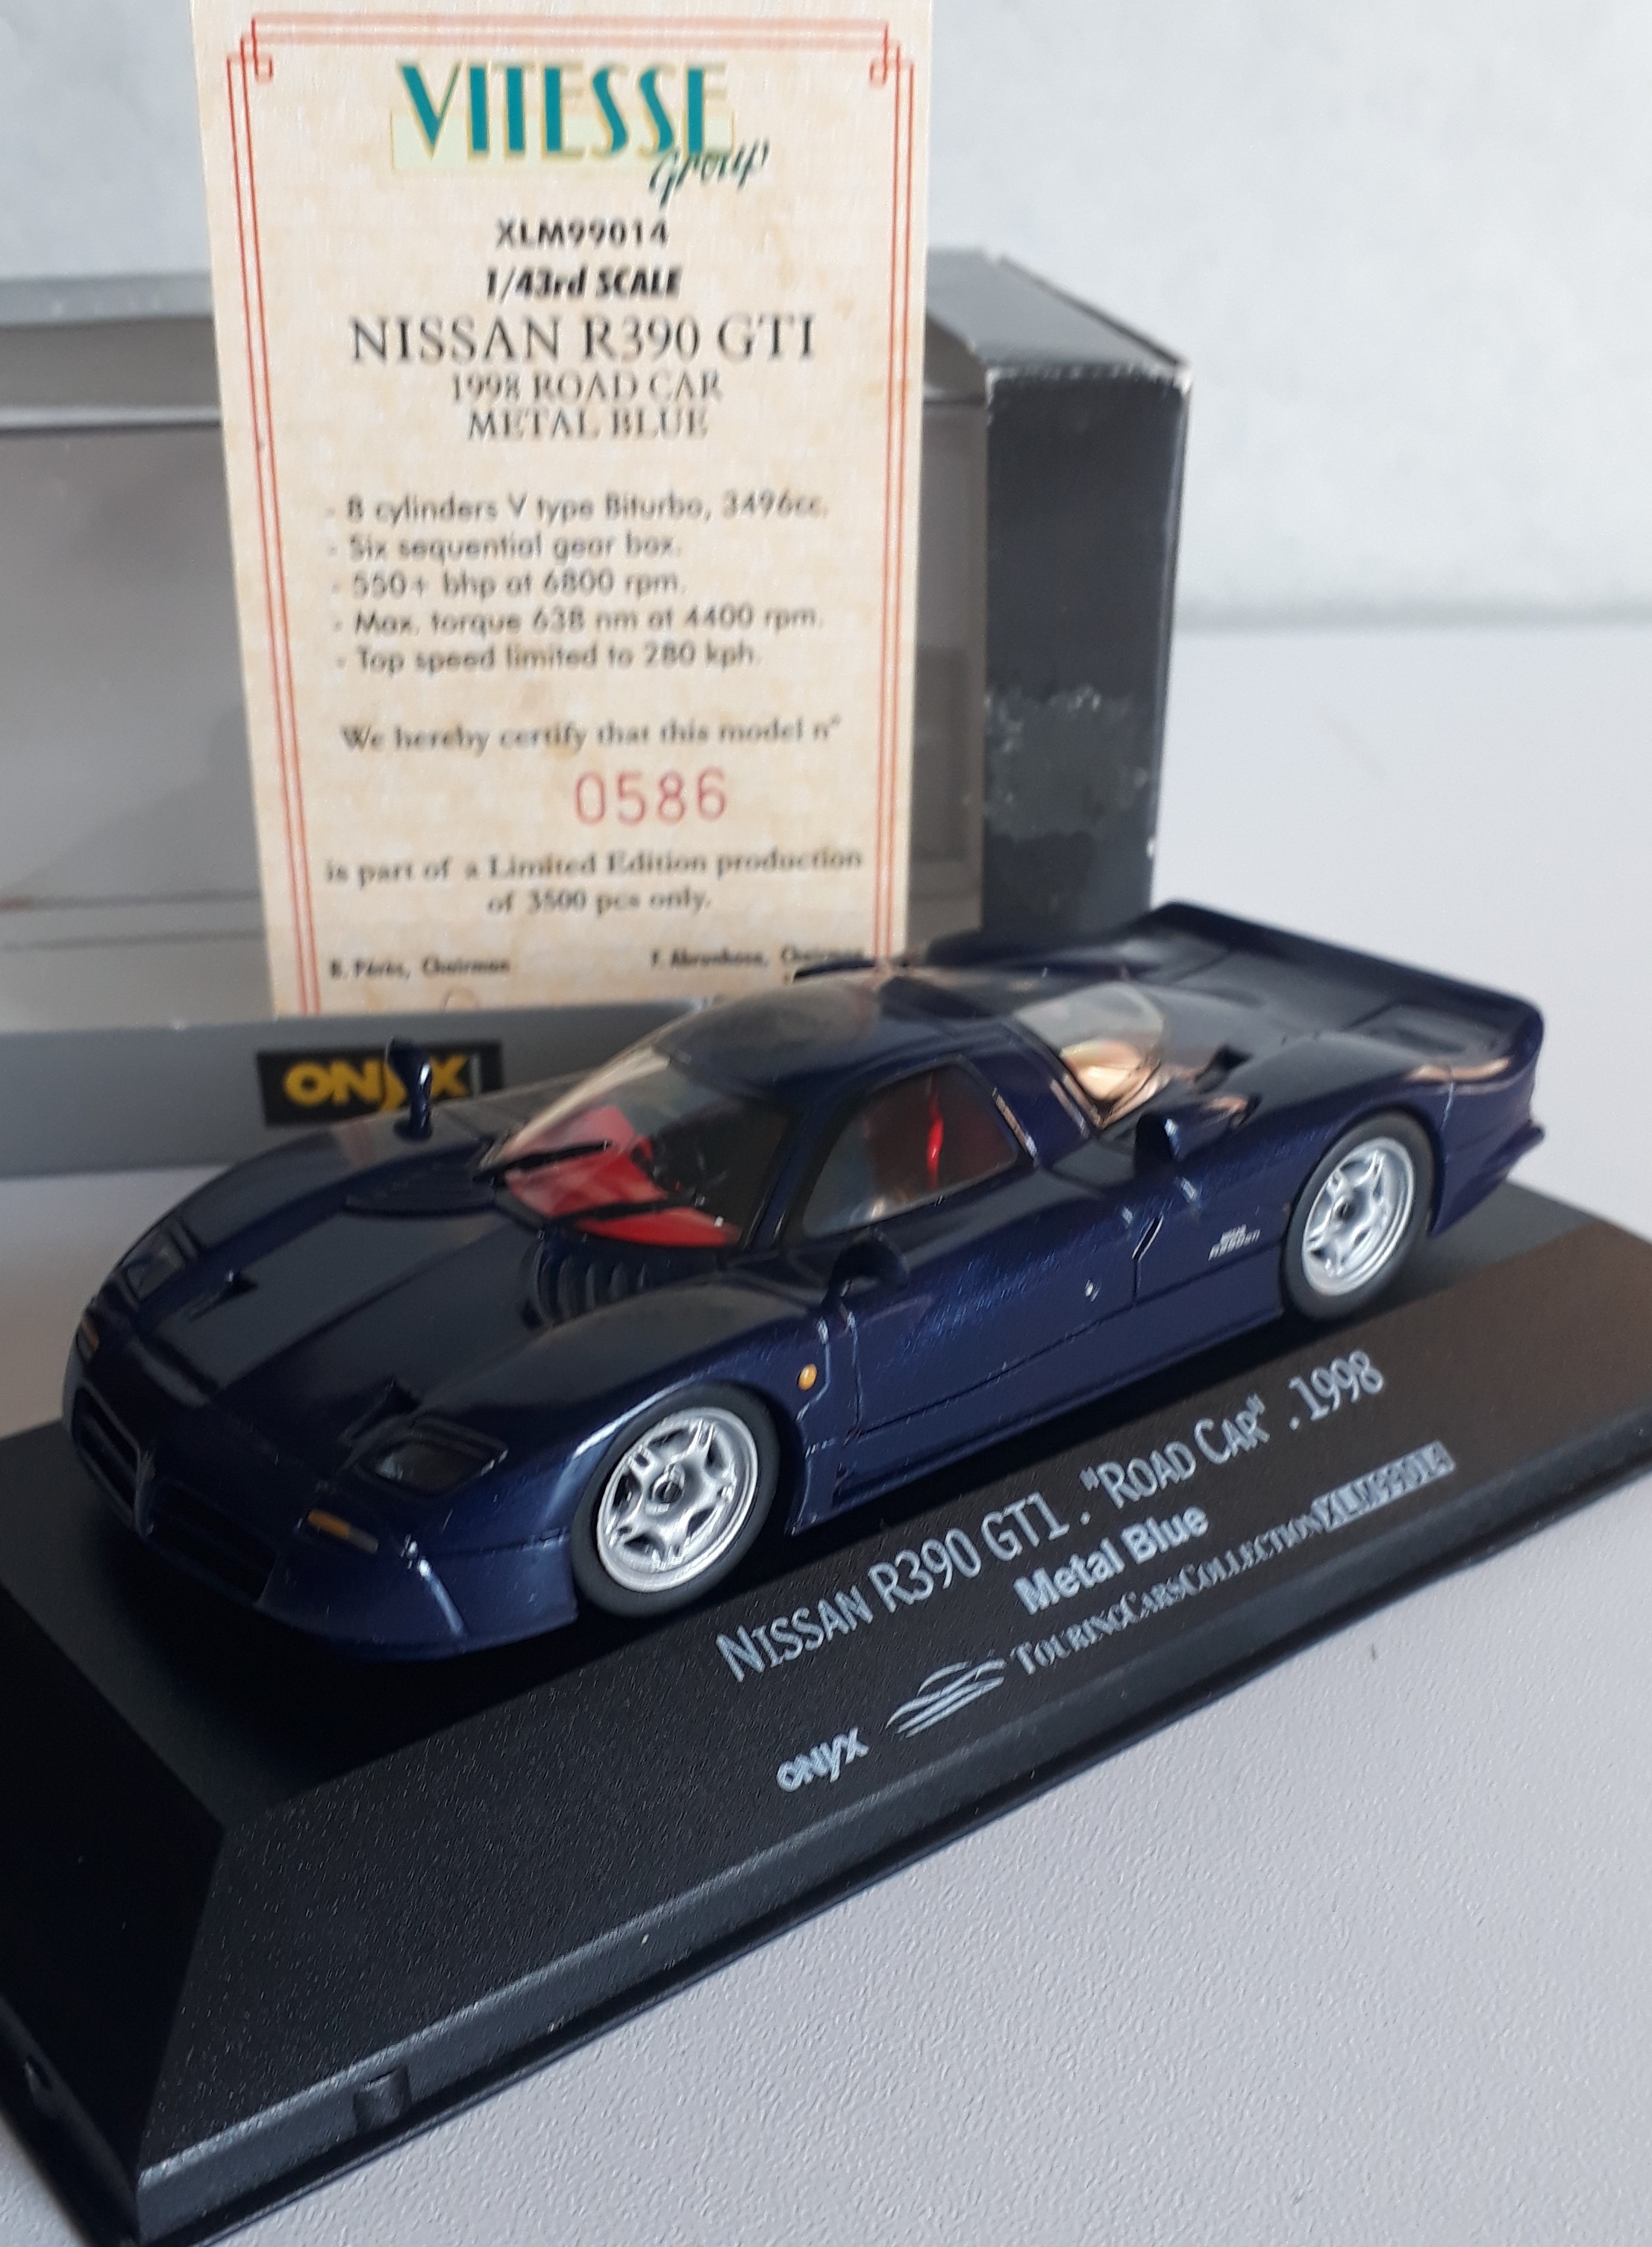 VITESSE
Group
XLM99014
1/43rd SCALE
NISSAN R390 GTI
1998 ROAD CAR
METAL BLUE
- 8 cylinders V type Biturbo, 3496cc.
- Six sequential gear box.
- 550+ bhp at 6800 rpm.
- Max. torque 638 nm at 4400 rpm.
- Top speed limited to 280 kph.
We hereby certify that this model n°
0586
is part of a Limited Edition production
of 3500 pcs only.
Chairman Chairman
ONYX
NISSAN R390 GT1 . "ROAD CAR" . 1998
Metal Blue
onyx TOURINGCARSCOLLECTION XLM99014